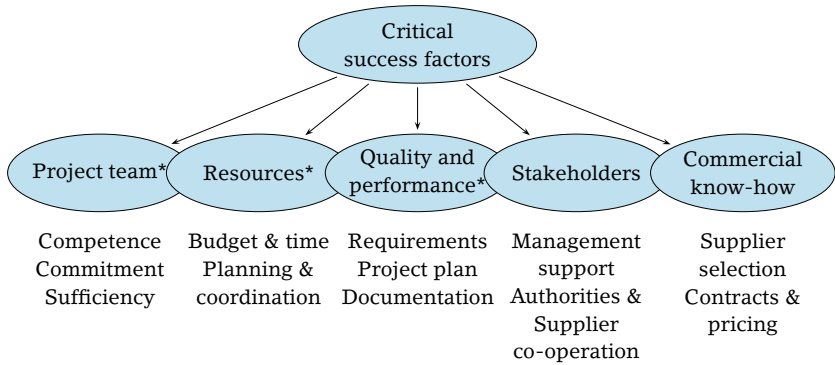 Critical
success factors
Project team*
Resources*
Quality and
performance*
Stakeholders
Commercial
know-how
Competence
Commitment
Sufficiency
Budget & time
Planning &
coordination
Requirements
Project plan
Documentation
Management
support
Authorities &
Supplier
co-operation
Supplier
selection
Contracts &
pricing